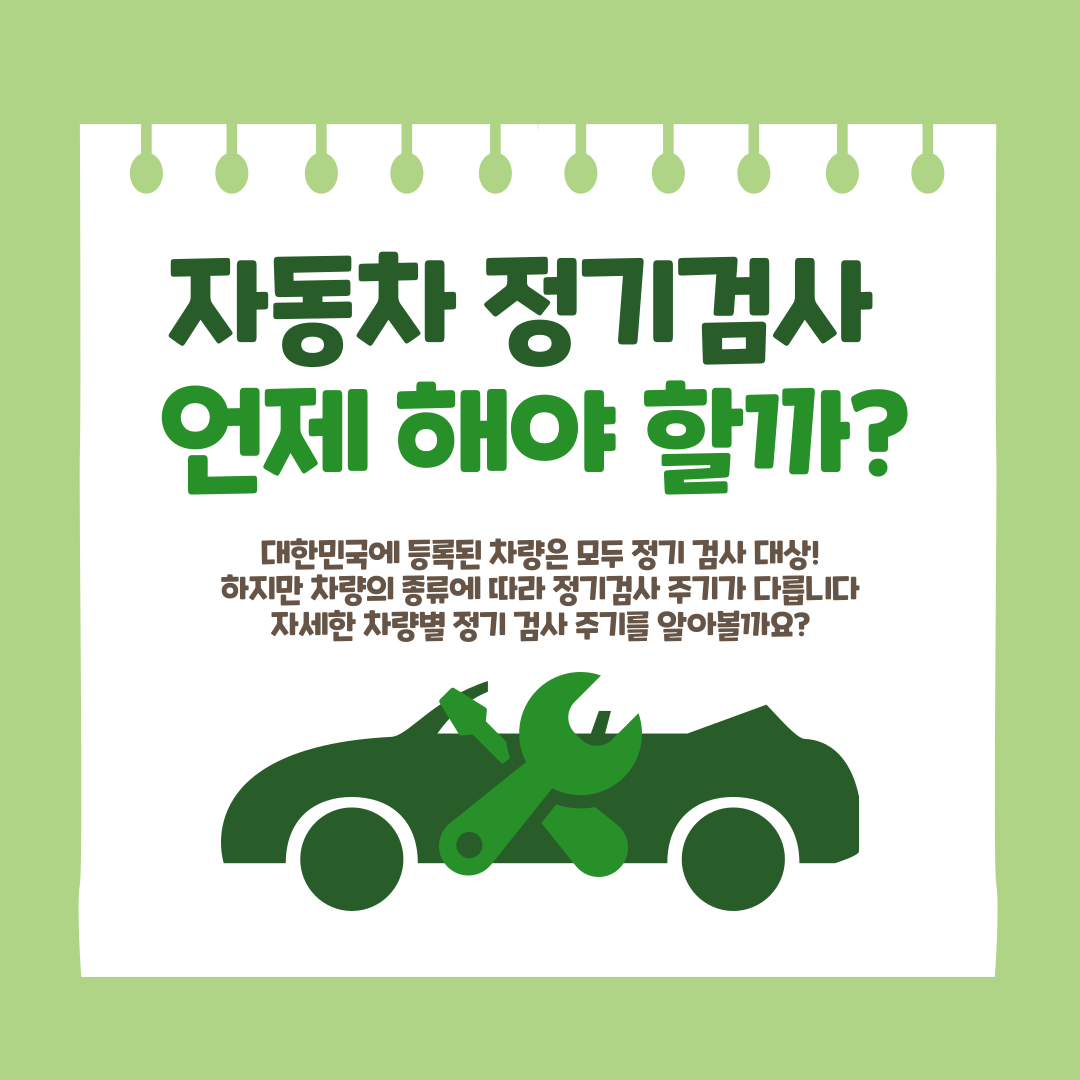 자동차 정기검사
언제 해야 할까?
대한민국에 등록된 차량은 모두 정기 검사 대상!
하지만 차량의 종류에 따라 정기검사 주기가 다릅니다
자세한 차량별 정기 검사 주기를 알아볼까요?